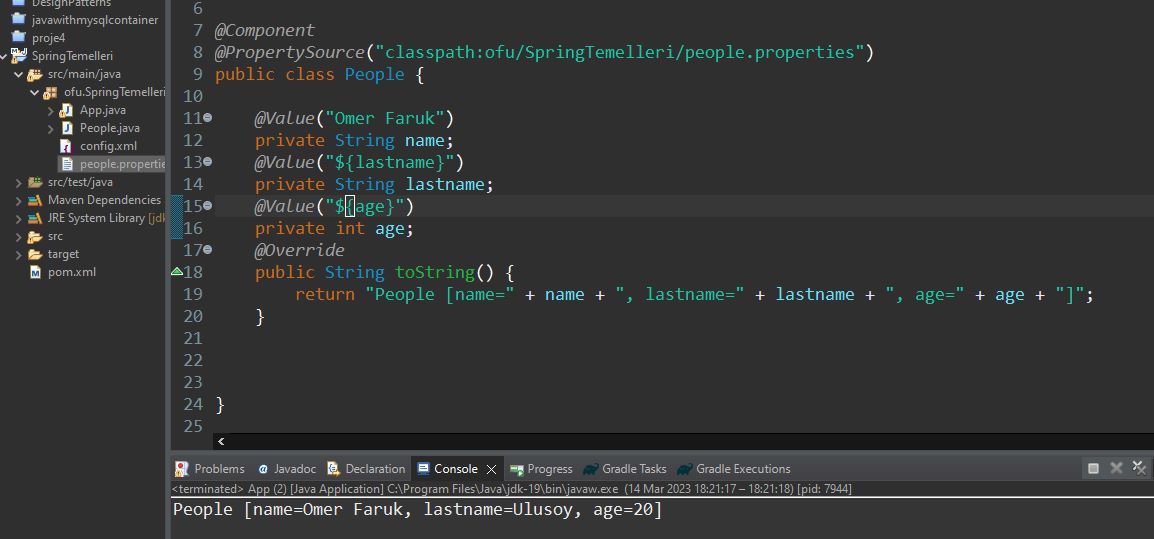 DesignPatterns
javawithmysqlcontainer
proje4
SpringTemelleri
src/main/java
ofu.SpringTemelleri
App.java
People.java
config.xml
people.propertie
src/test/java
Maven Dependencies
JRE System Library [jdk
src
target
pom.xml
6
7 @Component
8 @PropertySource("classpath:ofu/SpringTemelleri/people.properties")
9 public class People {
10
11 @Value("Omer Faruk")
12 private String name;
13 @Value("${lastname}")
14 private String lastname;
15 @Value("${age}")
16 private int age;
17 @Override
18 public String toString() {
19 return "People [name=" + name + ", lastname=" + lastname + ", age=" + age + "]";
20 }
21
22
23
24 }
25
Problems @ Javadoc Declaration Console Progress Gradle Tasks Gradle Executions
<terminated> App (2) [Java Application] C:\Program Files\Java\jdk-19\bin\javaw.exe (14 Mar 2023 18:21:17 – 18:21:18) [pid: 7944]
People [name=Omer Faruk, lastname=Ulusoy, age=20]